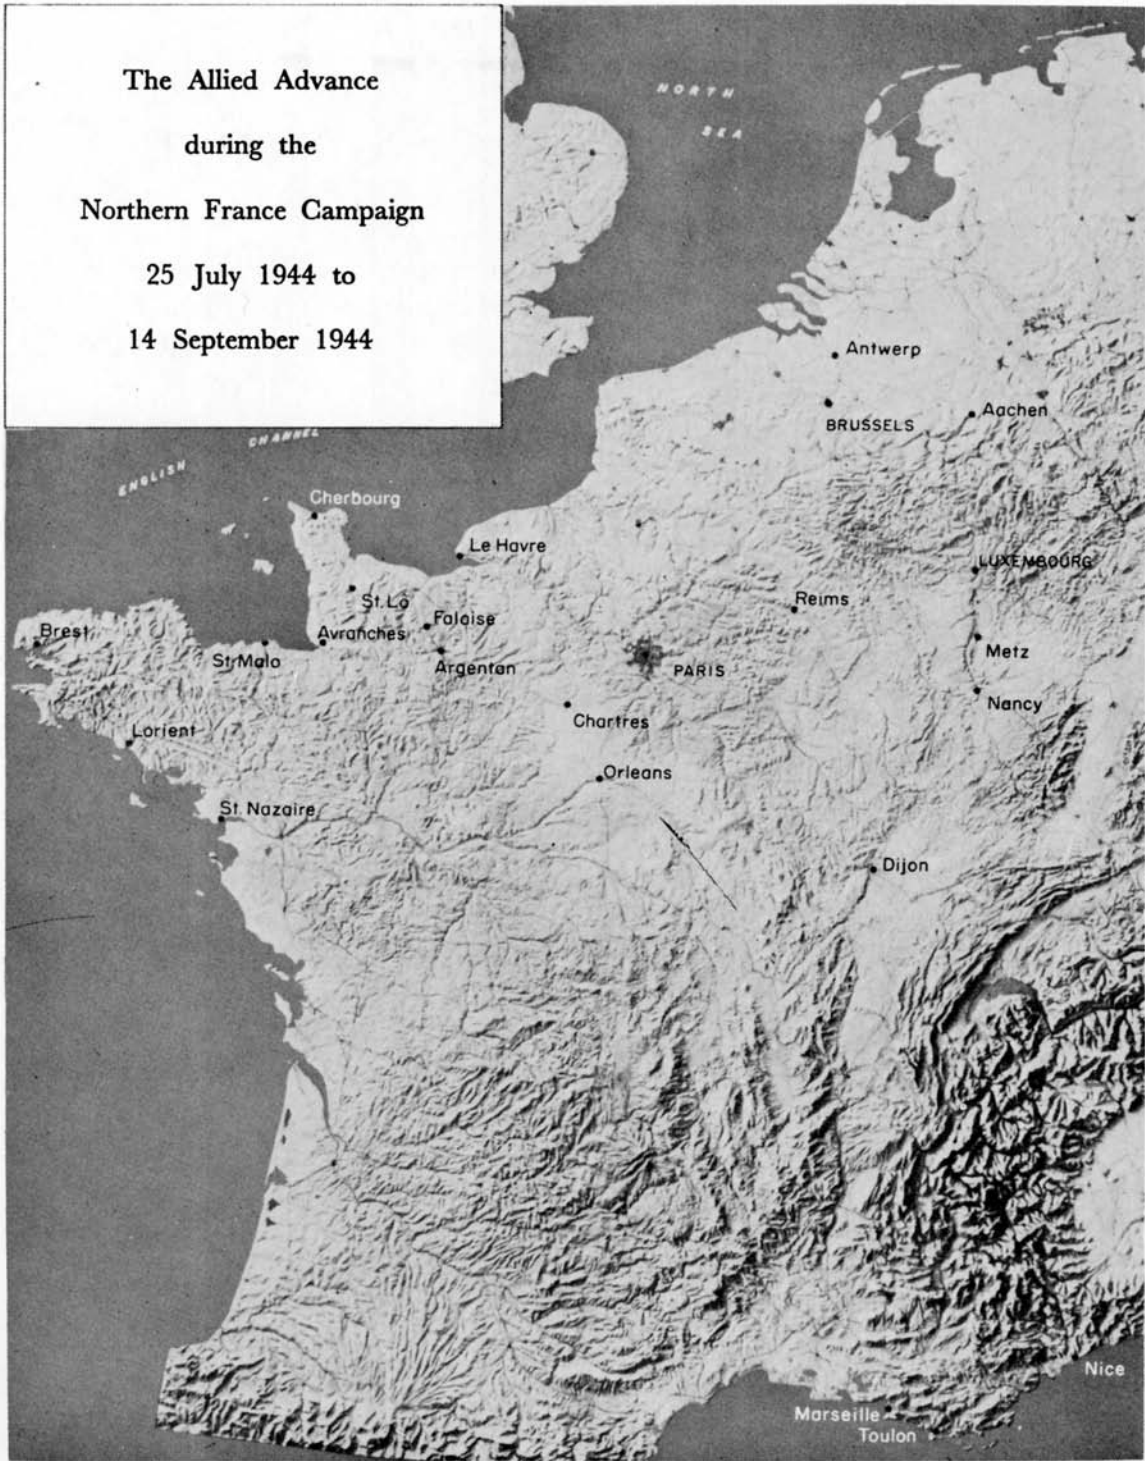 The Allied Advance
during the
Northern France Campaign
25 July 1944 to
14 September 1944
NORTH
SEA
Antwerp
BRUSSELS
Aachen
CHANNEL
ENGLISH
Cherbourg
Le Havre
LUXEMBOURG
St. Lô
Reims
Falaise
Brest
Avranches
St. Malo
Argentan
PARIS
Metz
Nancy
Chartres
Lorient
Orleans
St. Nazaire
Dijon
Nice
Marseille
Toulon